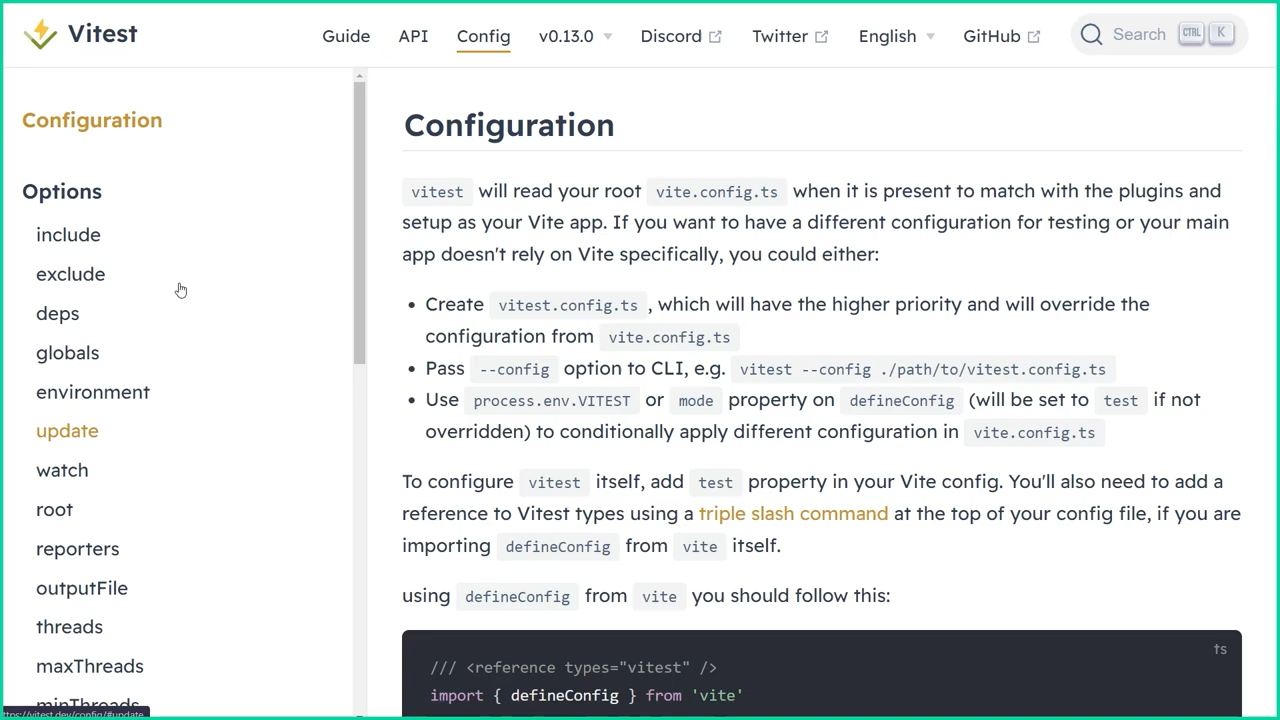 Vitest
Guide API Config v0.13.0 Discord Twitter English GitHub Search CTRL K
Configuration
Options
include
exclude
deps
globals
environment
update
watch
root
reporters
outputFile
threads
maxThreads
minThreads
ttps://vitest.dev/config/#update
Configuration
vitest will read your root vite.config.ts when it is present to match with the plugins and
setup as your Vite app. If you want to have a different configuration for testing or your main
app doesn't rely on Vite specifically, you could either:
• Create vitest.config.ts , which will have the higher priority and will override the
configuration from vite.config.ts
• Pass --config option to CLI, e.g. vitest --config ./path/to/vitest.config.ts
• Use process.env.VITEST or mode property on defineConfig (will be set to test if not
overridden) to conditionally apply different configuration in vite.config.ts
To configure vitest itself, add test property in your Vite config. You'll also need to add a
reference to Vitest types using a triple slash command at the top of your config file, if you are
importing defineConfig from vite itself.
using defineConfig from vite you should follow this:
ts
/// <reference types="vitest" />
import { defineConfig } from 'vite'